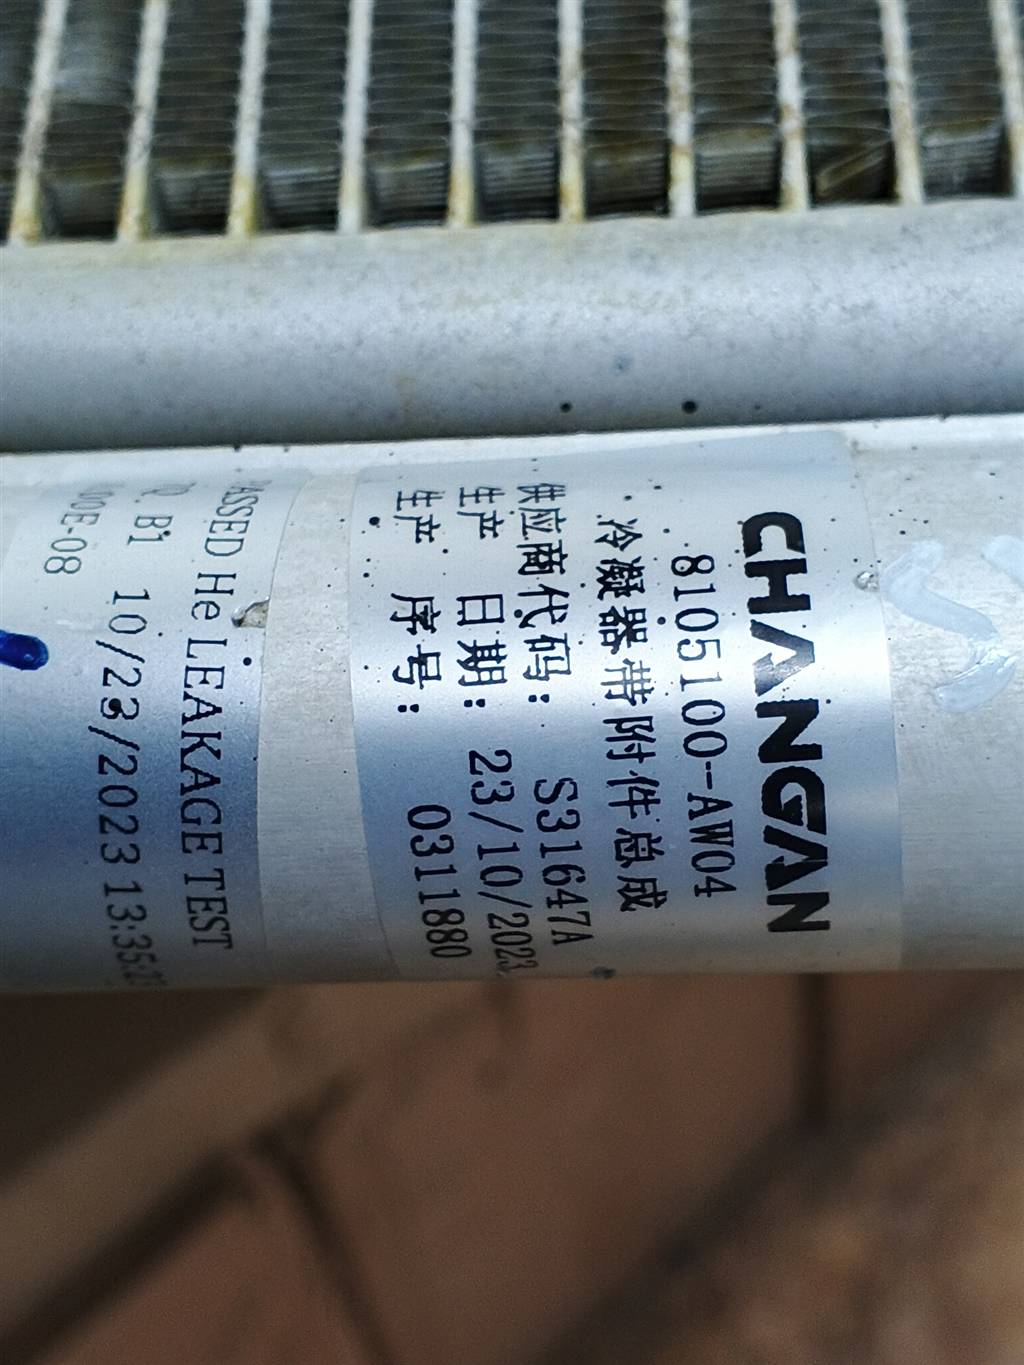 CHANGAN
8105100-AW04
冷凝器带附件总成
供应商代码: S31647A
生产 日期: 23/10/2023
生产 序号: 0311880
PASSED He LEAKAGE TEST
B1 10/23/2023 13:35:
00E-08